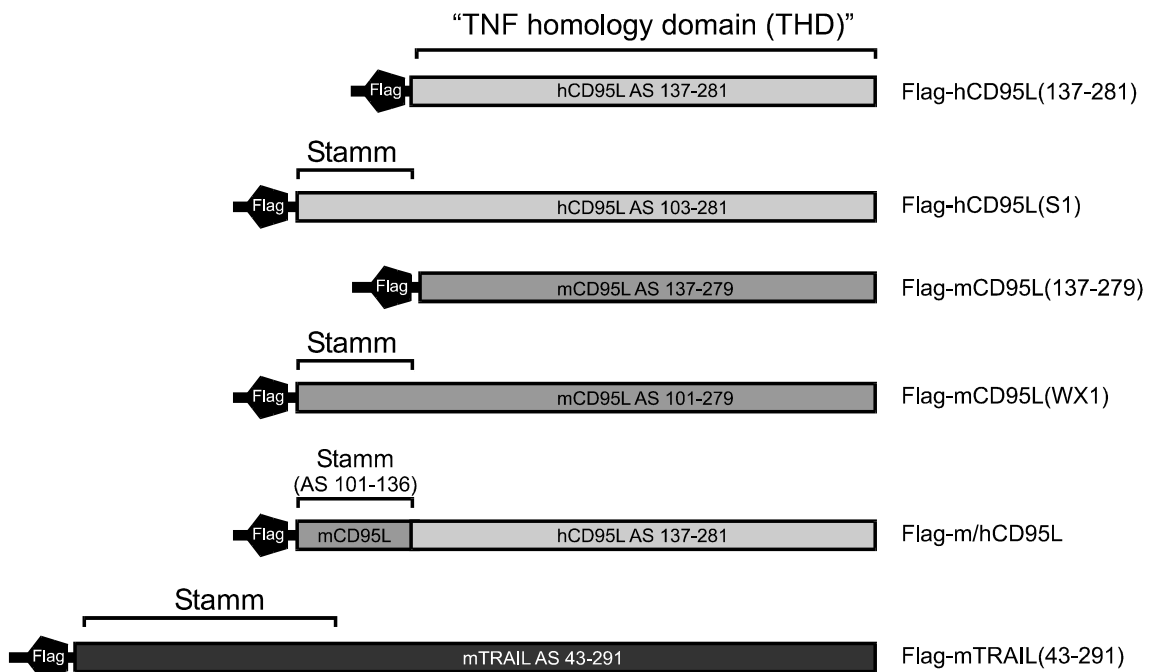 “TNF homology domain (THD)”
Flag hCD95L AS 137-281 Flag-hCD95L(137-281)
Stamm
Flag hCD95L AS 103-281 Flag-hCD95L(S1)
Flag mCD95L AS 137-279 Flag-mCD95L(137-279)
Stamm
Flag mCD95L AS 101-279 Flag-mCD95L(WX1)
Stamm
(AS 101-136)
Flag mCD95L hCD95L AS 137-281 Flag-m/hCD95L
Stamm
Flag mTRAIL AS 43-291 Flag-mTRAIL(43-291)